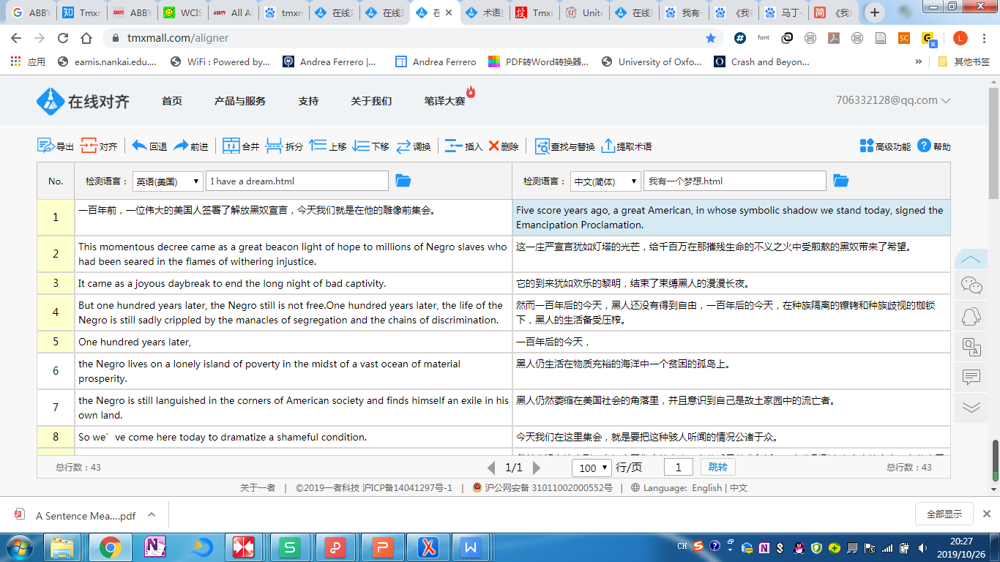 ABBY
Tmxr
ABBY
WCIS
All Al
tmxn
在线
在线
在
术语
Tmxr
Unite
在线
我有一
《我有
马丁·
《我有
tmxmall.com/aligner
font
应用
eamis.nankai.edu....
WiFi : Powered by...
Andrea Ferrero |...
Andrea Ferrero
PDF转Word转换器...
University of Oxfo...
Crash and Beyon...
»
其他书签
在线对齐
首页
产品与服务
支持
关于我们
笔译大赛
706332128@qq.com
导出
对齐
回退
前进
合并
拆分
上移
下移
调换
插入
删除
查找与替换
提取术语
高级功能
帮助
No.
检测语言：
英语(美国)
I have a dream.html
检测语言：
中文(简体)
我有一个梦想.html
1
一百年前，一位伟大的美国人签署了解放黑奴宣言，今天我们就是在他的雕像前集会。
Five score years ago, a great American, in whose symbolic shadow we stand today, signed the
Emancipation Proclamation.
2
This momentous decree came as a great beacon light of hope to millions of Negro slaves who
had been seared in the flames of withering injustice.
这一庄严宣言犹如灯塔的光芒，给千百万在那摧残生命的不义之火中受煎熬的黑奴带来了希望。
3
It came as a joyous daybreak to end the long night of bad captivity.
它的到来犹如欢乐的黎明，结束了束缚黑人的漫漫长夜。
4
But one hundred years later, the Negro still is not free.One hundred years later, the life of the
Negro is still sadly crippled by the manacles of segregation and the chains of discrimination.
然而一百年后的今天，黑人还没有得到自由，一百年后的今天，在种族隔离的镣铐和种族歧视的枷锁
下，黑人的生活备受压榨。
5
One hundred years later,
一百年后的今天，
6
the Negro lives on a lonely island of poverty in the midst of a vast ocean of material
prosperity.
黑人仍生活在物质充裕的海洋中一个贫困的孤岛上。
7
the Negro is still languished in the corners of American society and finds himself an exile in his
own land.
黑人仍然萎缩在美国社会的角落里，并且意识到自己是故土家园中的流亡者。
8
So we’ve come here today to dramatize a shameful condition.
今天我们在这里集会，就是要把这种骇人听闻的情况公诸于众。
总行数：43
1/1
100
行/页
1
跳转
总行数：43
关于一者 | ©2019一者科技 沪ICP备14041297号-1 | 沪公网安备 31011002000552号 | Language: English | 中文
A Sentence Mea....pdf
全部显示
CH
20:27
2019/10/26